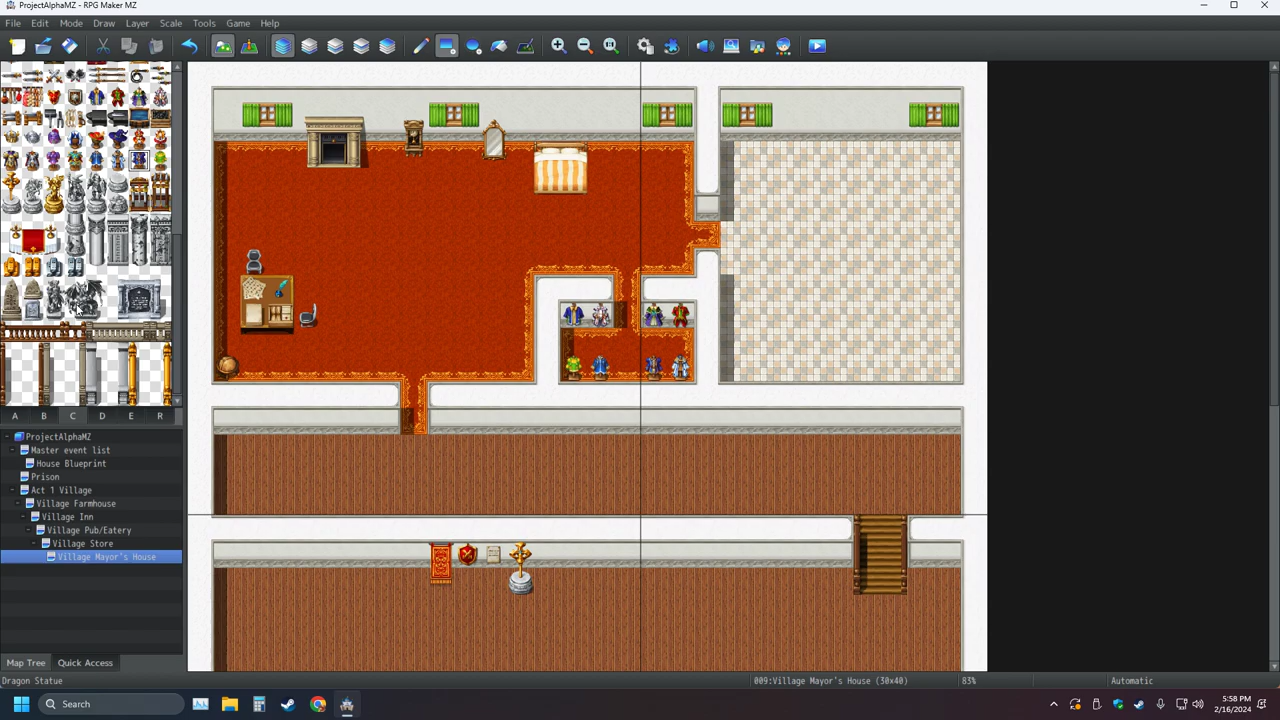 ProjectAlphaMZ - RPG Maker MZ
File Edit Mode Draw Layer Scale Tools Game Help
A B C D E R
ProjectAlphaMZ
Master event list
House Blueprint
Prison
Act 1 Village
Village Farmhouse
Village Inn
Village Pub/Eatery
Village Store
Village Mayor's House
Map Tree Quick Access
Dragon Statue 009:Village Mayor's House (30x40) 83% Automatic
Search
5:58 PM
2/16/2024